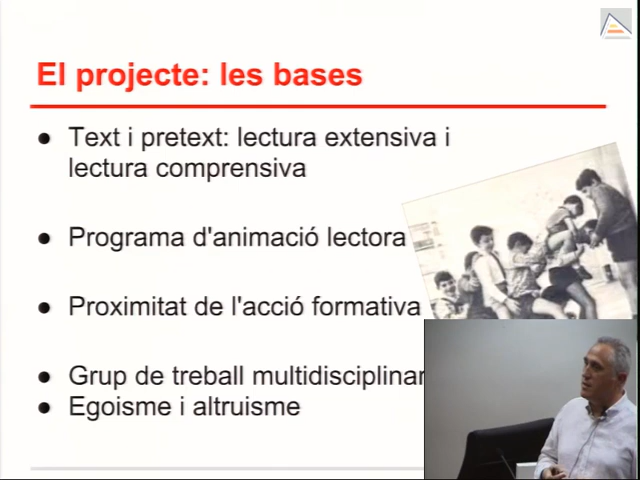 El projecte: les bases
Text i pretext: lectura extensiva i
lectura comprensiva
Programa d'animació lectora
Proximitat de l'acció formativa
Grup de treball multidisciplinar
Egoisme i altruisme